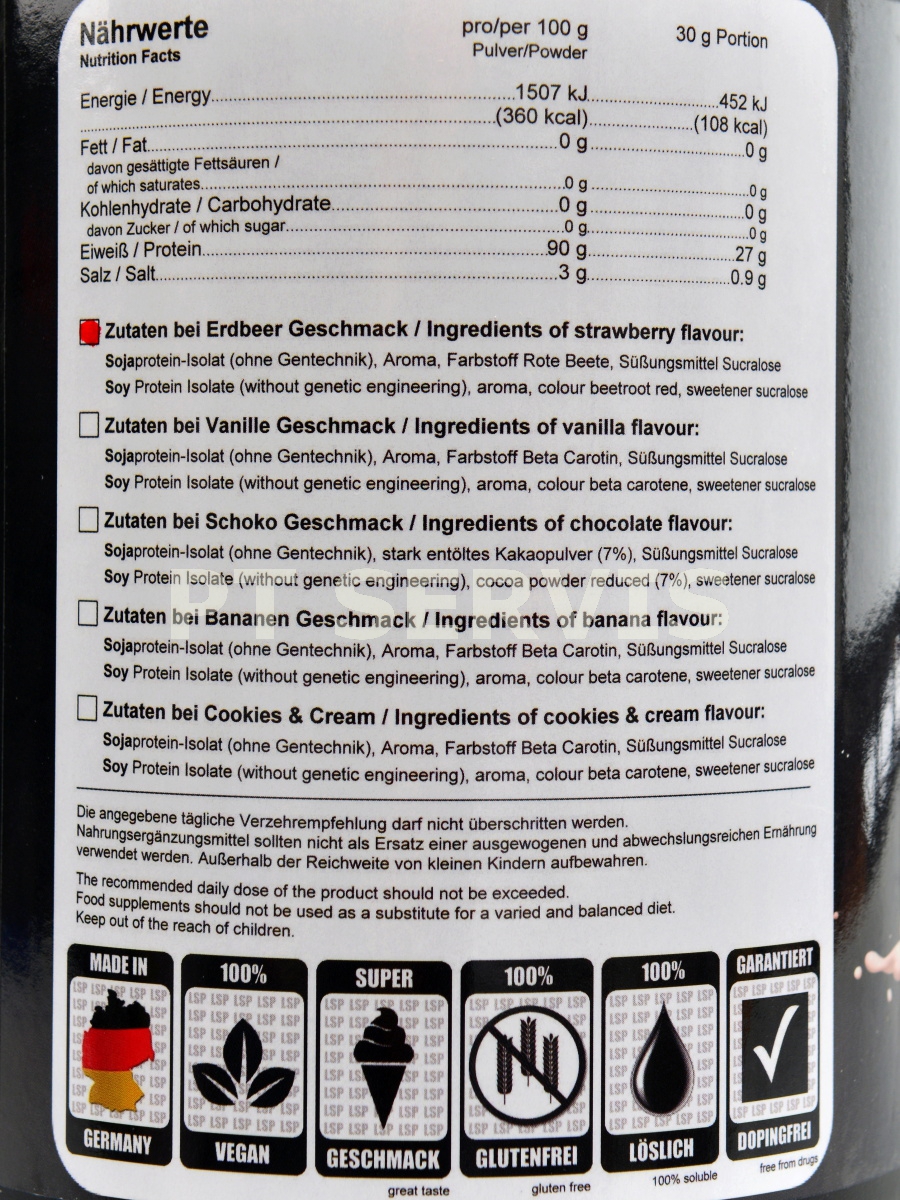 Nährwerte pro/per 100 g 30 g Portion
Nutrition Facts Pulver/Powder
Energie / Energy 1507 kJ 452 kJ
(360 kcal) (108 kcal)
Fett / Fat 0 g 0 g
davon gesättigte Fettsäuren /
of which saturates 0 g 0 g
Kohlenhydrate / Carbohydrate 0 g 0 g
davon Zucker / of which sugar 0 g 0 g
Eiweiß / Protein 90 g 27 g
Salz / Salt 3 g 0.9 g
Zutaten bei Erdbeer Geschmack / Ingredients of strawberry flavour:
Sojaprotein-Isolat (ohne Gentechnik), Aroma, Farbstoff Rote Beete, Süßungsmittel Sucralose
Soy Protein Isolate (without genetic engineering), aroma, colour beetroot red, sweetener sucralose
Zutaten bei Vanille Geschmack / Ingredients of vanilla flavour:
Sojaprotein-Isolat (ohne Gentechnik), Aroma, Farbstoff Beta Carotin, Süßungsmittel Sucralose
Soy Protein Isolate (without genetic engineering), aroma, colour beta carotene, sweetener sucralose
Zutaten bei Schoko Geschmack / Ingredients of chocolate flavour:
Sojaprotein-Isolat (ohne Gentechnik), stark entöltes Kakaopulver (7%), Süßungsmittel Sucralose
Soy Protein Isolate (without genetic engineering), cocoa powder reduced (7%), sweetener sucralose
PT SERVIS
Zutaten bei Bananen Geschmack / Ingredients of banana flavour:
Sojaprotein-Isolat (ohne Gentechnik), Aroma, Farbstoff Beta Carotin, Süßungsmittel Sucralose
Soy Protein Isolate (without genetic engineering), aroma, colour beta carotene, sweetener sucralose
Zutaten bei Cookies & Cream / Ingredients of cookies & cream flavour:
Sojaprotein-Isolat (ohne Gentechnik), Aroma, Farbstoff Beta Carotin, Süßungsmittel Sucralose
Soy Protein Isolate (without genetic engineering), aroma, colour beta carotene, sweetener sucralose
Die angegebene tägliche Verzehrempfehlung darf nicht überschritten werden.
Nahrungsergänzungsmittel sollten nicht als Ersatz einer ausgewogenen und abwechslungsreichen Ernährung
verwendet werden. Außerhalb der Reichweite von kleinen Kindern aufbewahren.
The recommended daily dose of the product should not be exceeded.
Food supplements should not be used as a substitute for a varied and balanced diet.
Keep out of the reach of children.
MADE IN
GERMANY
100%
VEGAN
SUPER
GESCHMACK
great taste
100%
GLUTENFREI
gluten free
100%
LÖSLICH
100% soluble
GARANTIERT
DOPINGFREI
free from drugs
LSP LSP LSP LSP